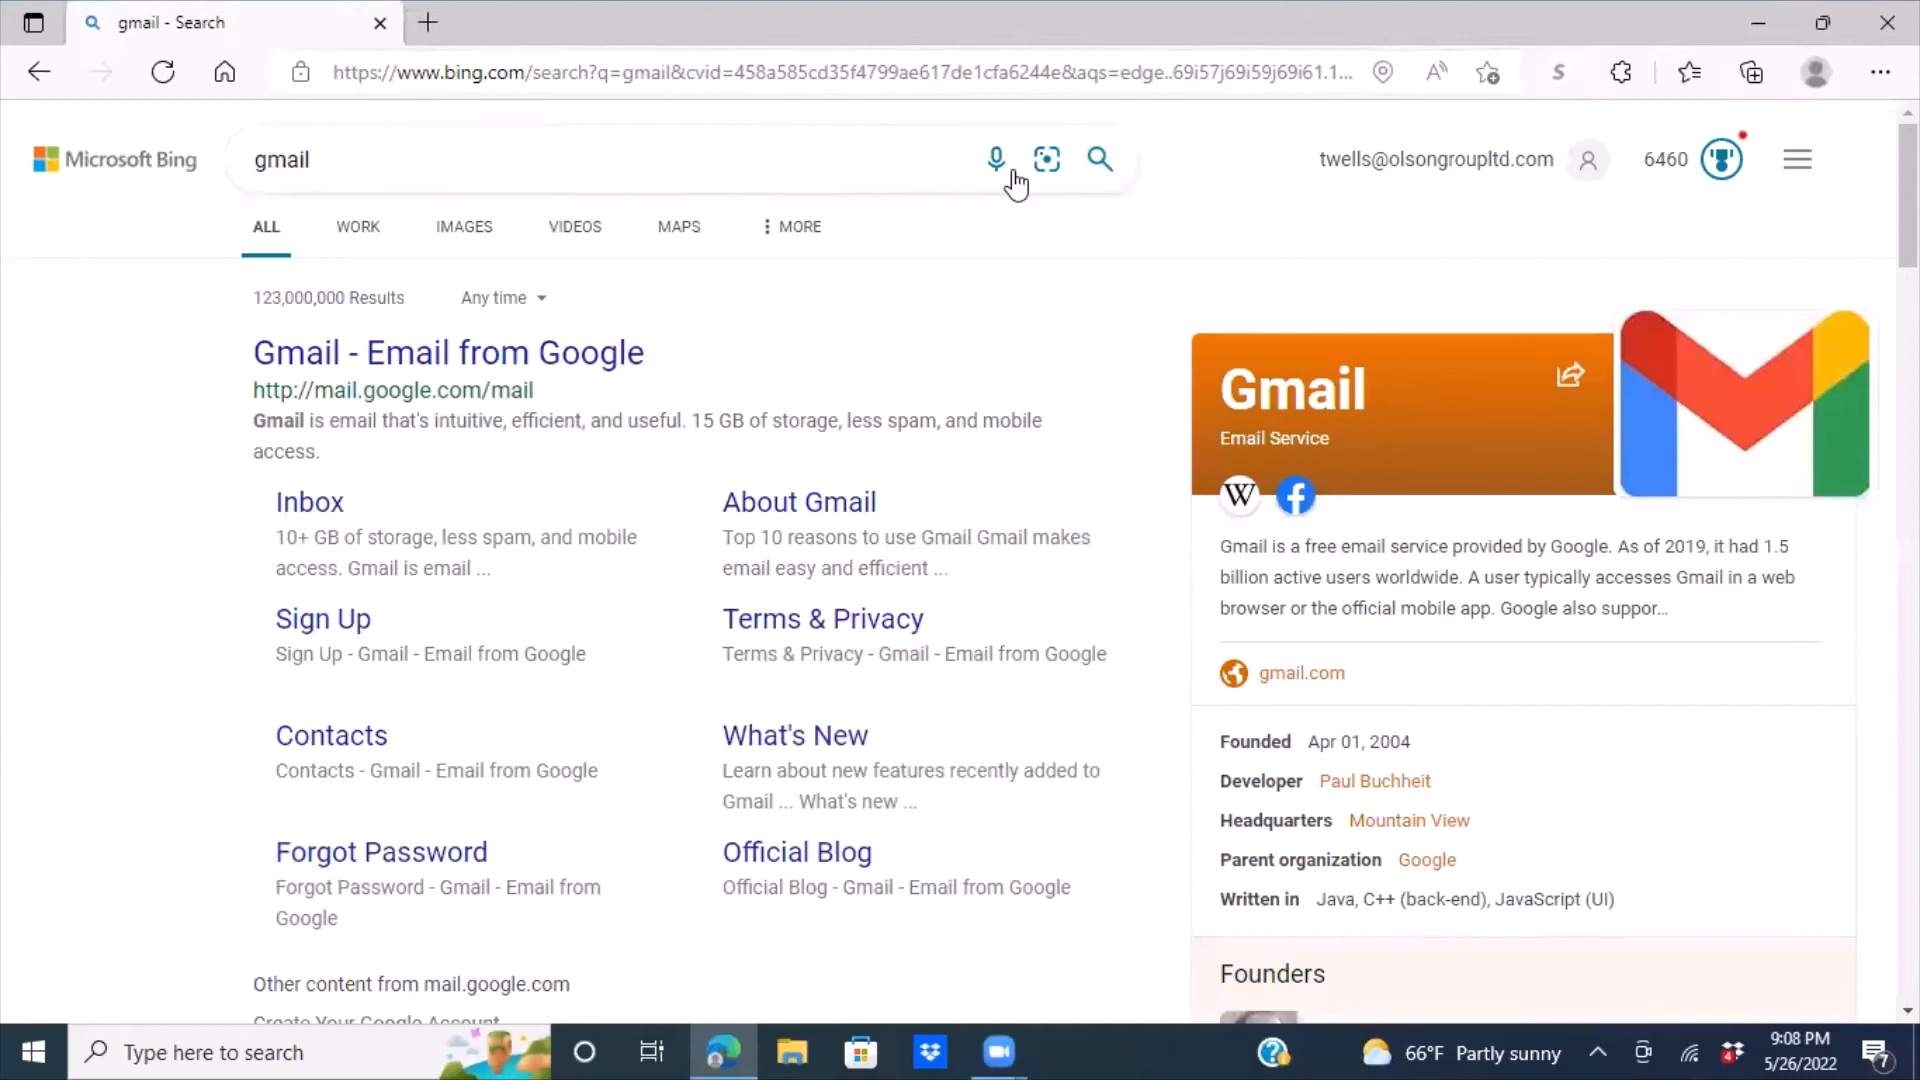 gmail - Search
https://www.bing.com/search?q=gmail&cvid=458a585cd35f4799ae617de1cfa6244e&aqs=edge..69i57j69i59j69i61.1...
Microsoft Bing
gmail
twells@olsongroupltd.com
6460
ALL WORK IMAGES VIDEOS MAPS MORE
123,000,000 Results Any time
Gmail - Email from Google
http://mail.google.com/mail
Gmail is email that's intuitive, efficient, and useful. 15 GB of storage, less spam, and mobile
access.
Inbox
10+ GB of storage, less spam, and mobile
access. Gmail is email ...
About Gmail
Top 10 reasons to use Gmail Gmail makes
email easy and efficient ...
Sign Up
Sign Up - Gmail - Email from Google
Terms & Privacy
Terms & Privacy - Gmail - Email from Google
Contacts
Contacts - Gmail - Email from Google
What's New
Learn about new features recently added to
Gmail ... What's new ...
Forgot Password
Forgot Password - Gmail - Email from
Google
Official Blog
Official Blog - Gmail - Email from Google
Other content from mail.google.com
Create Your Google Account
Gmail
Email Service
W
f
Gmail is a free email service provided by Google. As of 2019, it had 1.5
billion active users worldwide. A user typically accesses Gmail in a web
browser or the official mobile app. Google also suppor...
gmail.com
Founded Apr 01, 2004
Developer Paul Buchheit
Headquarters Mountain View
Parent organization Google
Written in Java, C++ (back-end), JavaScript (UI)
Founders
Type here to search
66°F Partly sunny
4
9:08 PM
5/26/2022
7